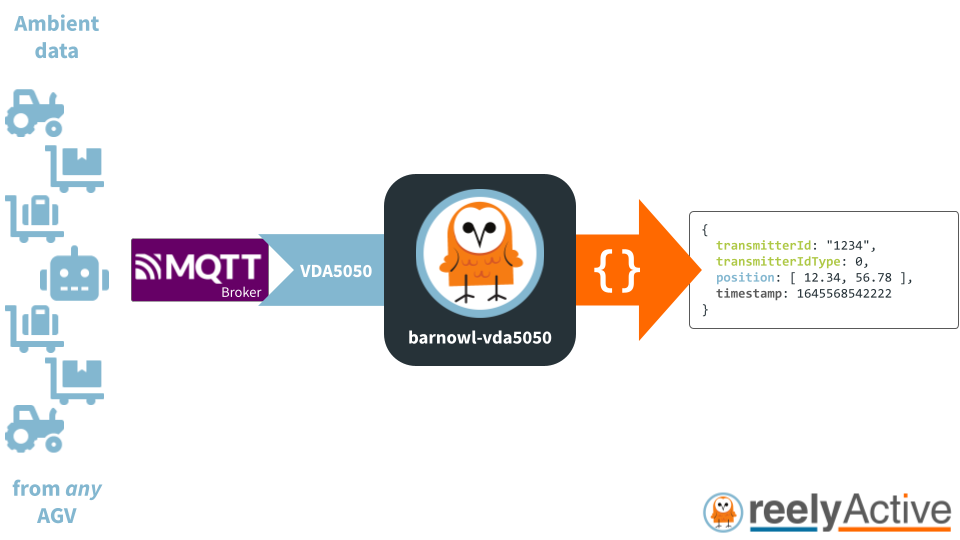 Ambient
data
MQTT
Broker
VDA5050
barnowl-vda5050
{}
{
transmitterId: "1234",
transmitterIdType: 0,
position: [ 12.34, 56.78 ],
timestamp: 1645568542222
}
from any
AGV
reelyActive